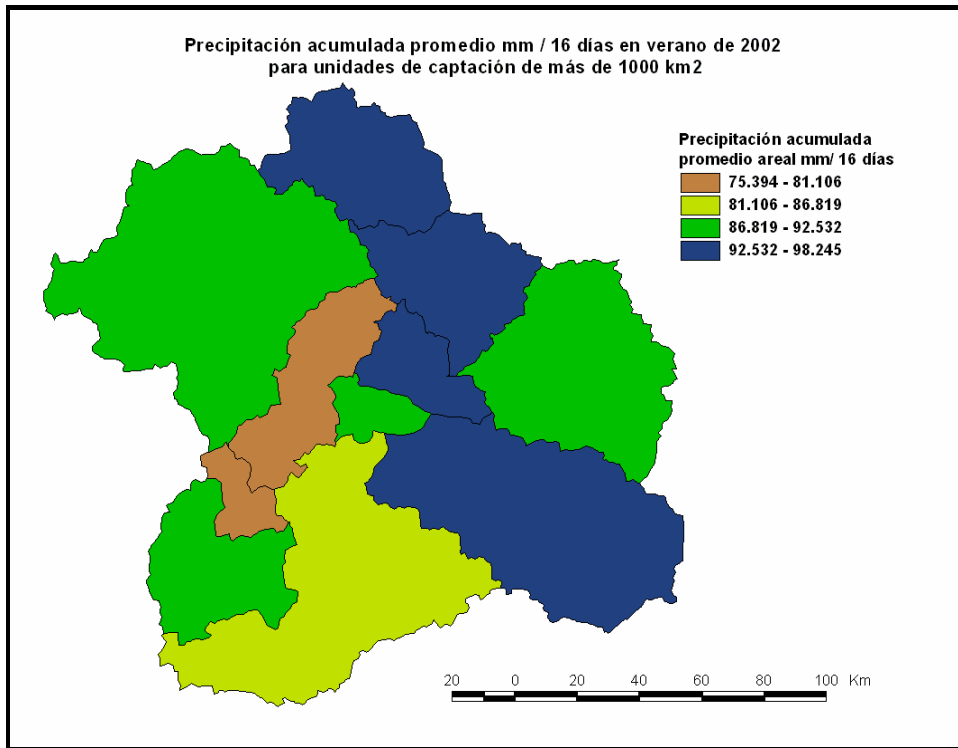 Precipitación acumulada promedio mm / 16 días en verano de 2002
para unidades de captación de más de 1000 km2
Precipitación acumulada
promedio areal mm/ 16 días
75.394 - 81.106
81.106 - 86.819
86.819 - 92.532
92.532 - 98.245
20 0 20 40 60 80 100 Km